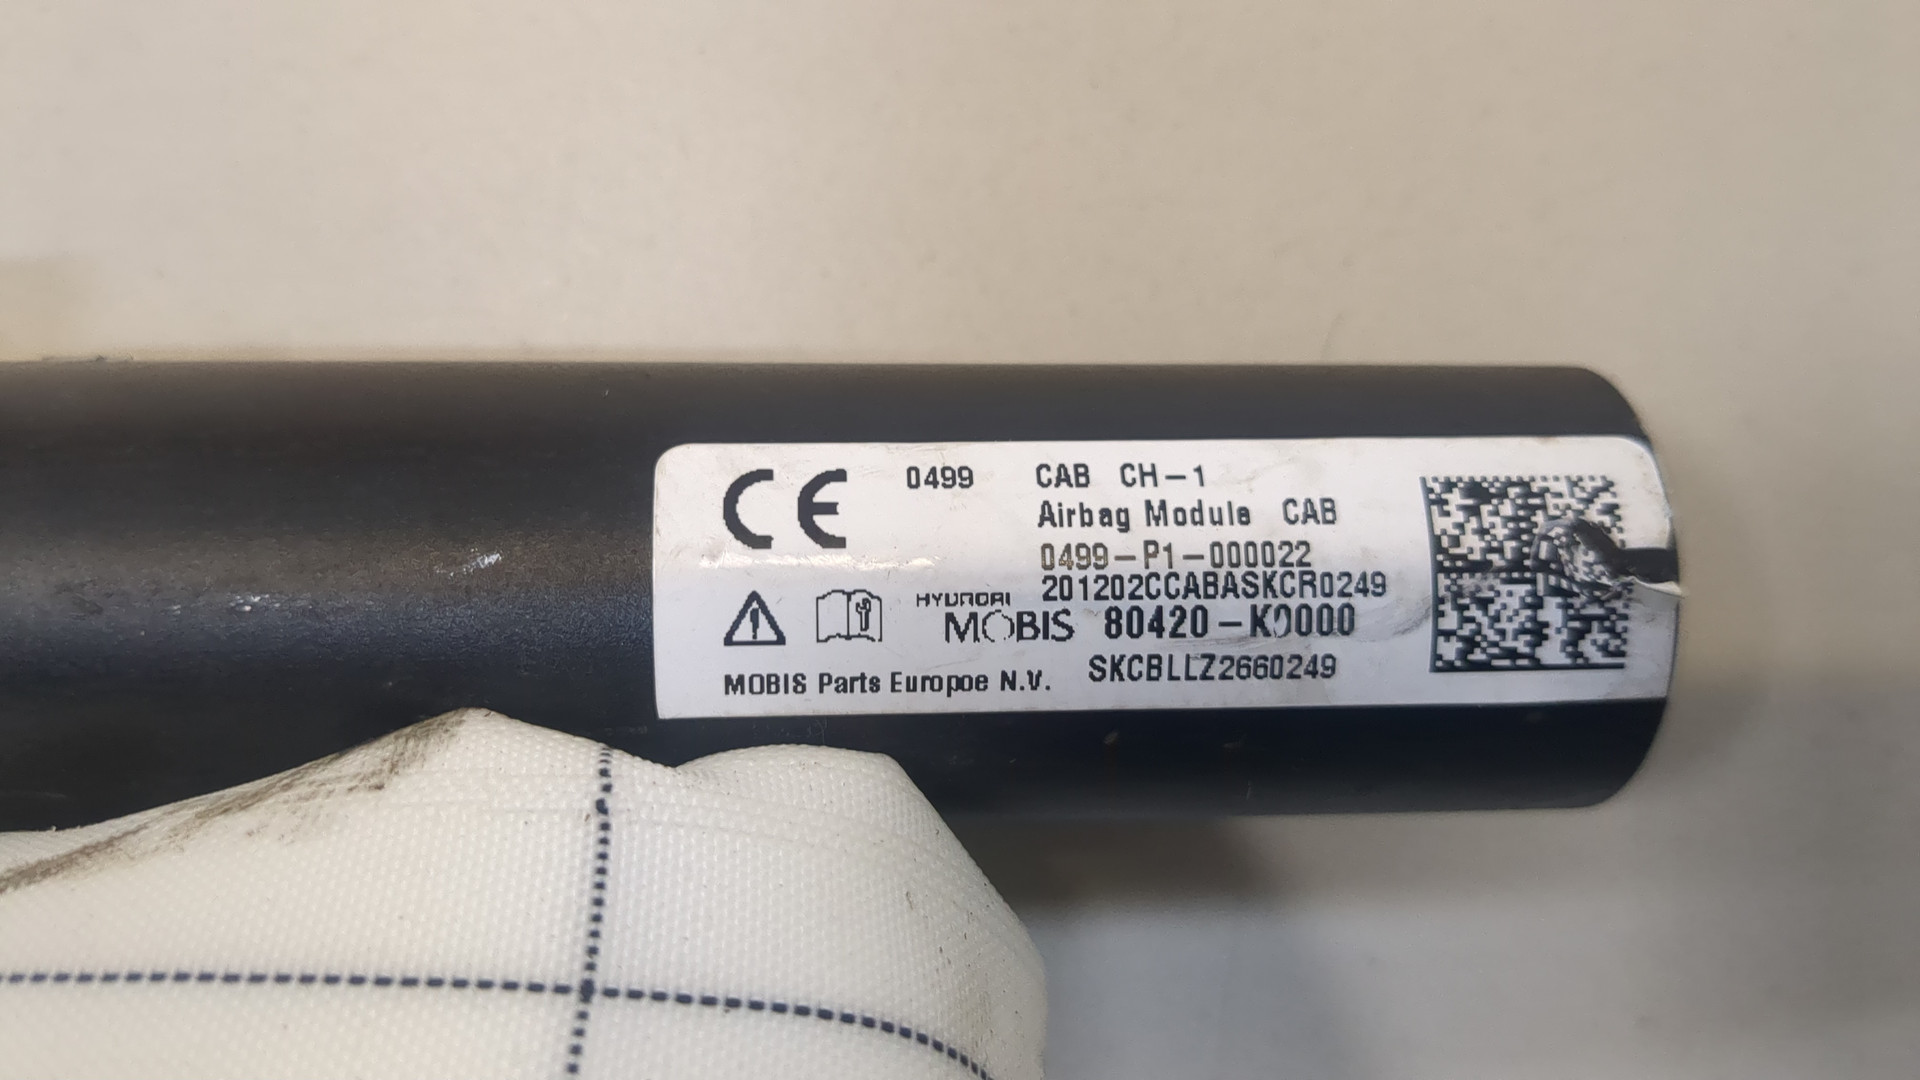 CE 0499 CAB CH-1
Airbag Module CAB
0499-P1-000022
201202CCABASKCR0249
HYUNDAI
MOBIS 80420-K0000
SKCBLLZ2660249
MOBIS Parts Europoe N.V.